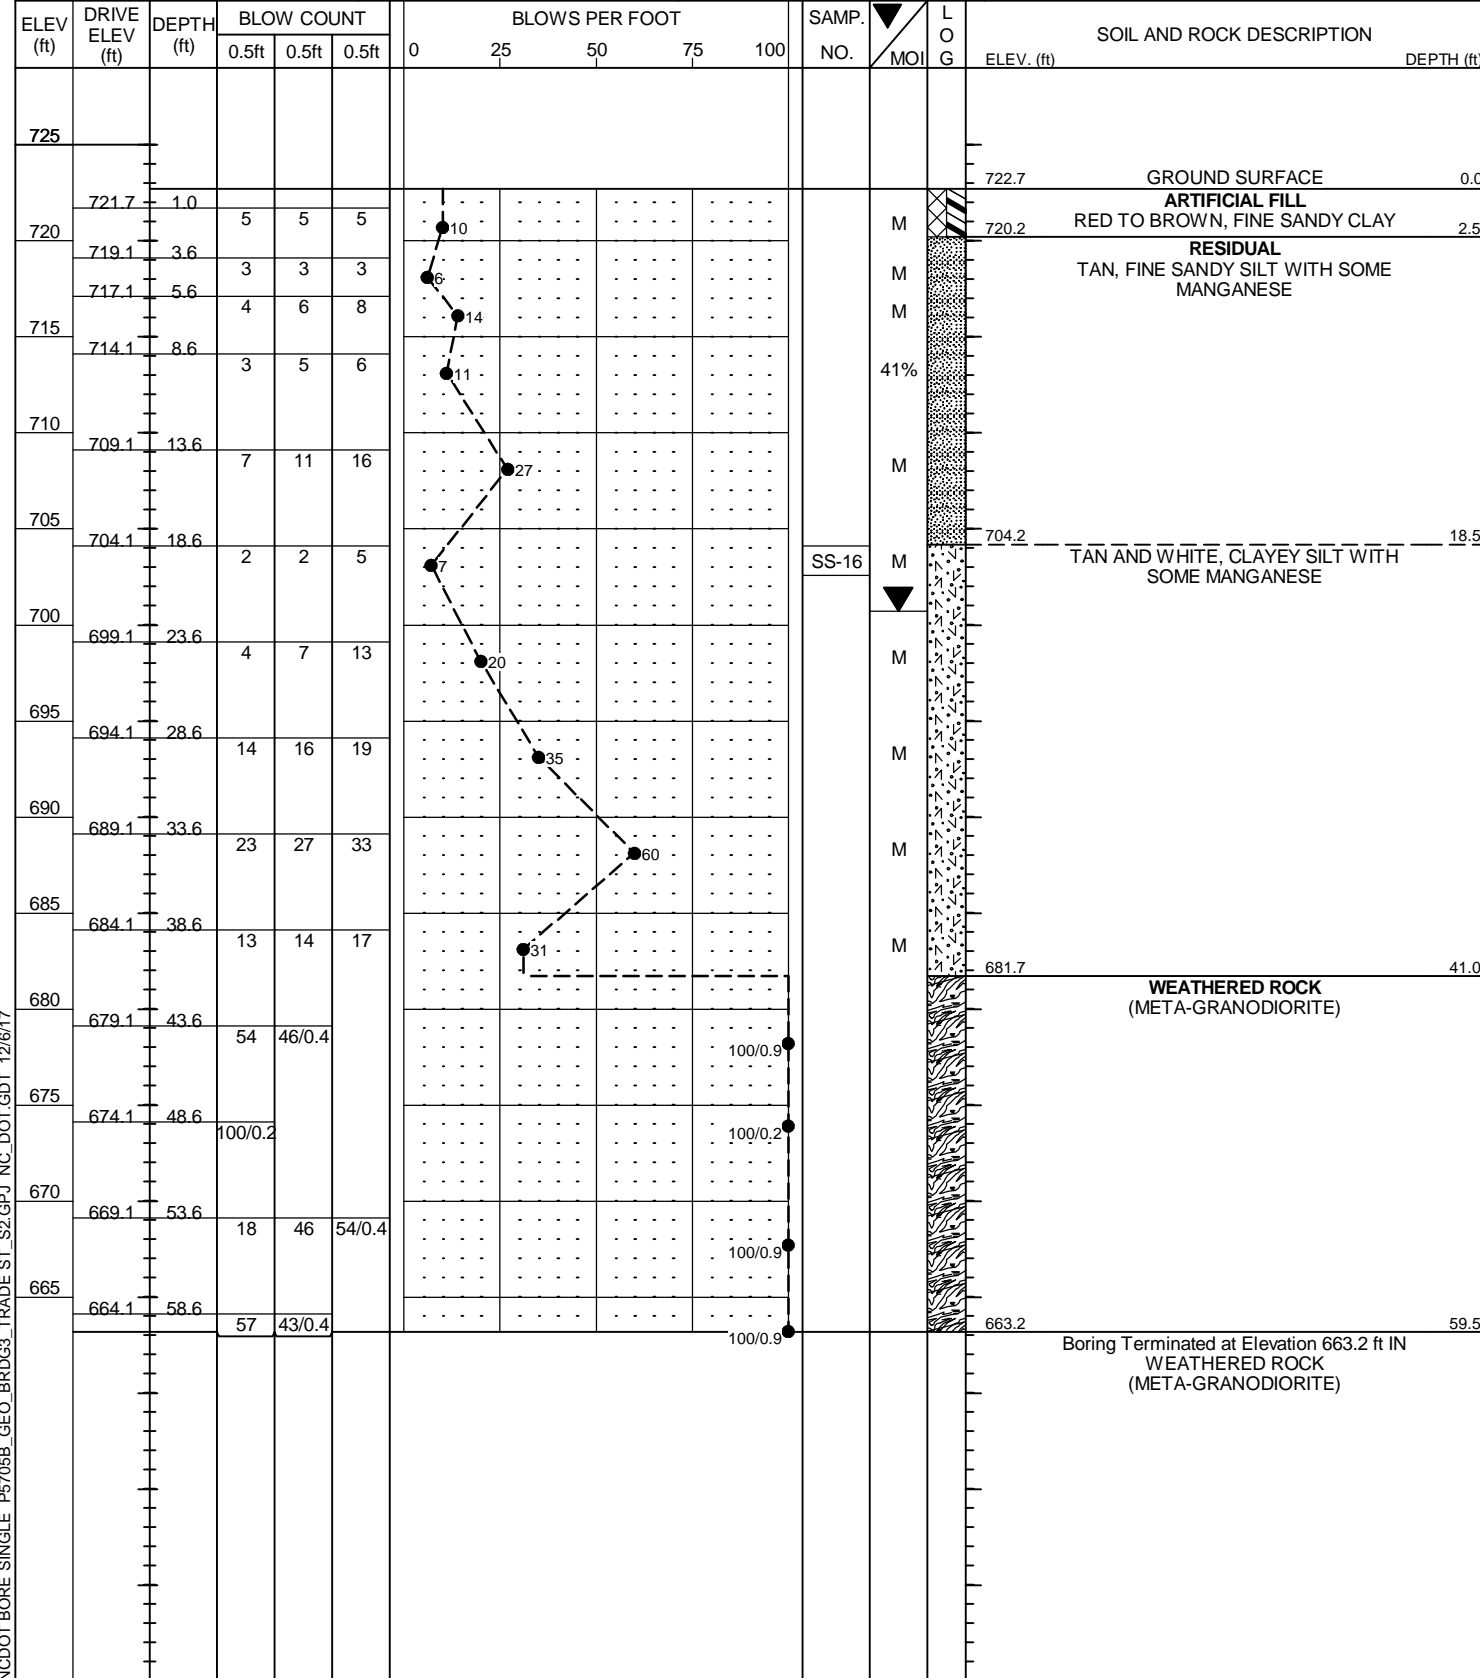 ELEV (ft) DRIVE ELEV (ft) DEPTH (ft) BLOW COUNT BLOWS PER FOOT SAMP. NO. MOI LOG SOIL AND ROCK DESCRIPTION
0.5ft 0.5ft 0.5ft 0 25 50 75 100 ELEV. (ft) DEPTH (ft)
725
722.7 GROUND SURFACE 0.0
721.7 1.0 ARTIFICIAL FILL
5 5 5 10 M RED TO BROWN, FINE SANDY CLAY
720 720.2 2.5
719.1 3.6 RESIDUAL
3 3 3 6 M TAN, FINE SANDY SILT WITH SOME
717.1 5.6 MANGANESE
4 6 8 14 M
715
714.1 8.6
3 5 6 11 41%
710
709.1 13.6
7 11 16 27 M
705
704.1 18.6 704.2 18.5
2 2 5 7 SS-16 M TAN AND WHITE, CLAYEY SILT WITH
SOME MANGANESE
700
699.1 23.6
4 7 13 20 M
695
694.1 28.6
14 16 19 35 M
690
689.1 33.6
23 27 33 60 M
685
684.1 38.6
13 14 17 31 M
681.7 41.0
WEATHERED ROCK
680 (META-GRANODIORITE)
679.1 43.6
54 46/0.4 100/0.9
675
674.1 48.6
100/0.2 100/0.2
670
669.1 53.6
18 46 54/0.4 100/0.9
665
664.1 58.6
57 43/0.4 100/0.9 663.2 59.5
Boring Terminated at Elevation 663.2 ft IN
WEATHERED ROCK
(META-GRANODIORITE)
NCDOT BORE SINGLE P5705B_GEO_BRDG3_TRADE ST_S2.GPJ NC_DOT.GDT 12/6/17